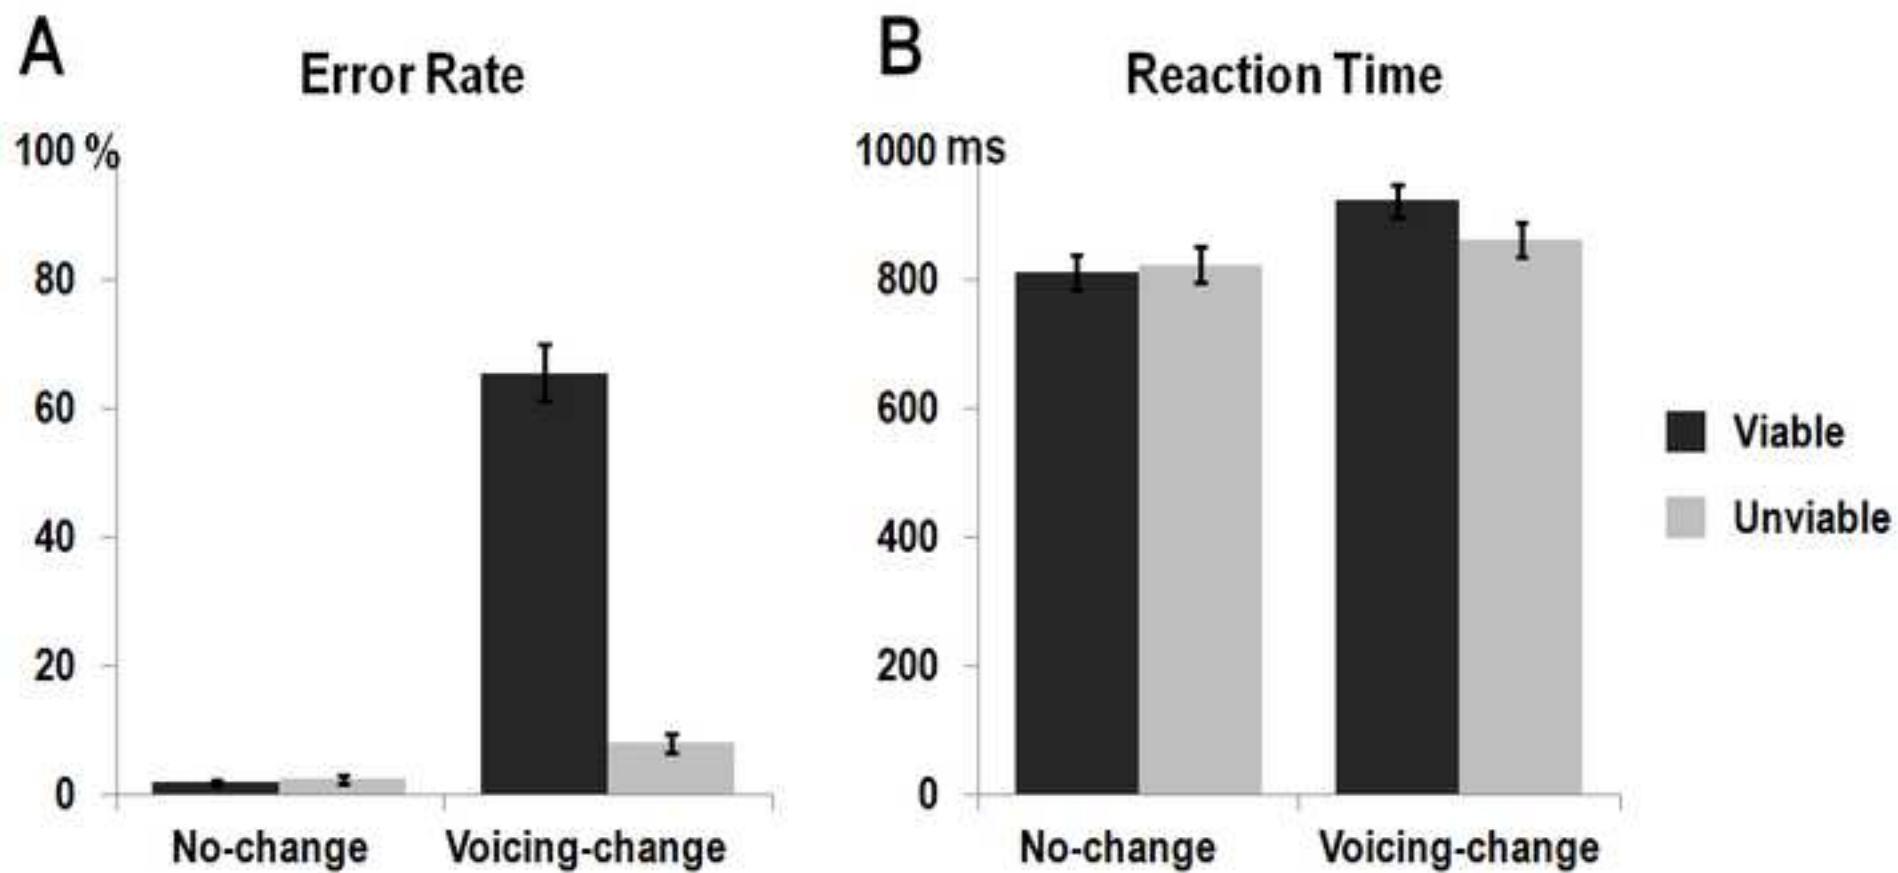 A
Error Rate
100 %
80
60
40
20
0
No-change
Voicing-change
B
Reaction Time
1000 ms
800
600
400
200
0
No-change
Voicing-change
Viable
Unviable